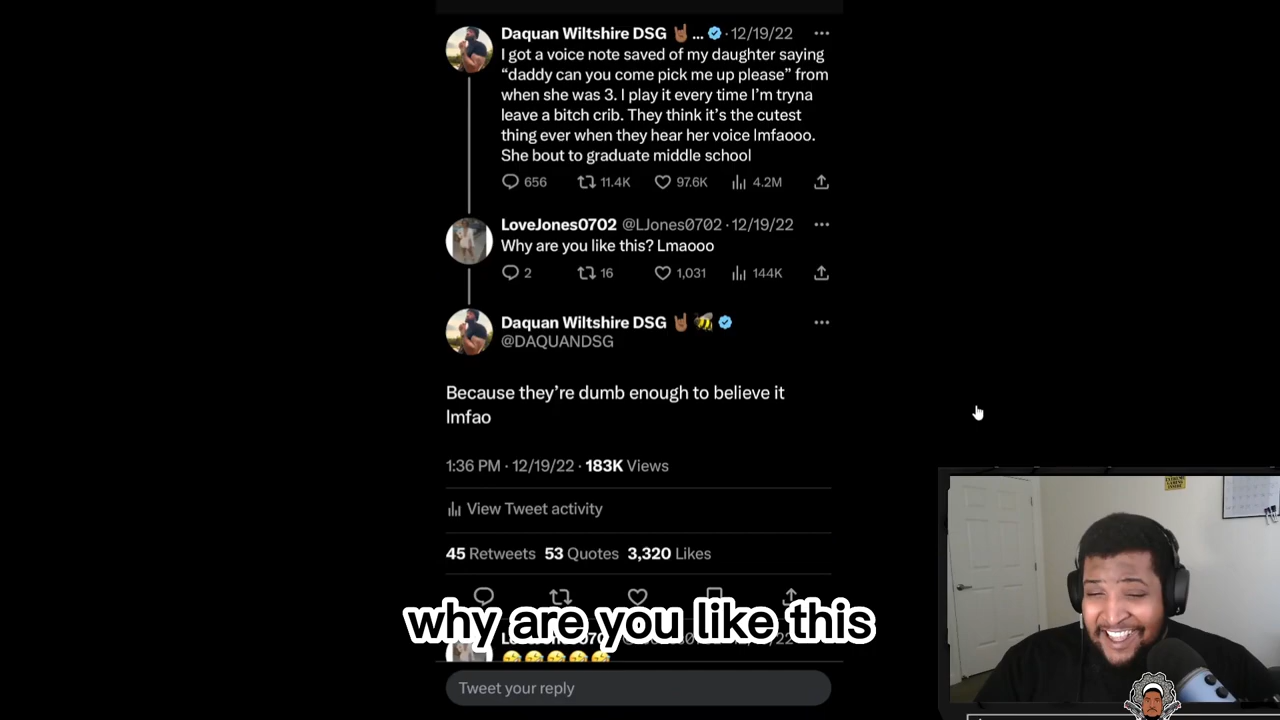 Daquan Wiltshire DSG 🤘🏾 ... · 12/19/22 ...
I got a voice note saved of my daughter saying
“daddy can you come pick me up please” from
when she was 3. I play it every time I’m tryna
leave a bitch crib. They think it’s the cutest
thing ever when they hear her voice lmfaooo.
She bout to graduate middle school
656 11.4K 97.6K 4.2M
LoveJones0702 @LJones0702 · 12/19/22 ...
Why are you like this? Lmaooo
2 16 1,031 144K
Daquan Wiltshire DSG 🤘🏾 🐝 ...
@DAQUANDSG
Because they’re dumb enough to believe it
lmfao
1:36 PM · 12/19/22 · 183K Views
View Tweet activity
45 Retweets 53 Quotes 3,320 Likes
why are you like this
🤣🤣🤣🤣🤣
Tweet your reply